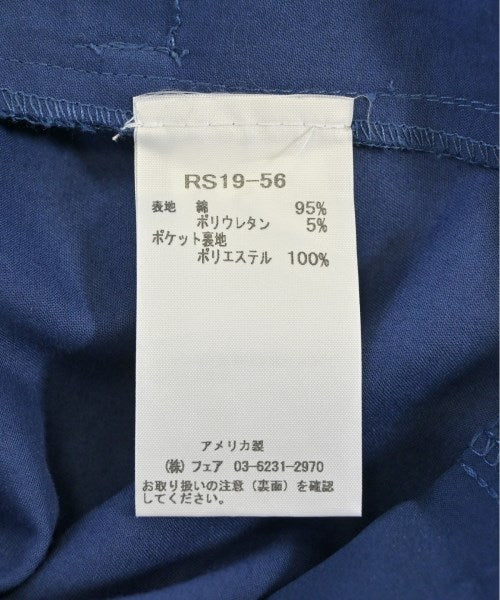 RS19-56
表地 綿 95%
ポリウレタン 5%
ポケット裏地
ポリエステル 100%
アメリカ製
(株) フェア 03-6231-2970
お取り扱いの注意（裏面）を確認
してください。